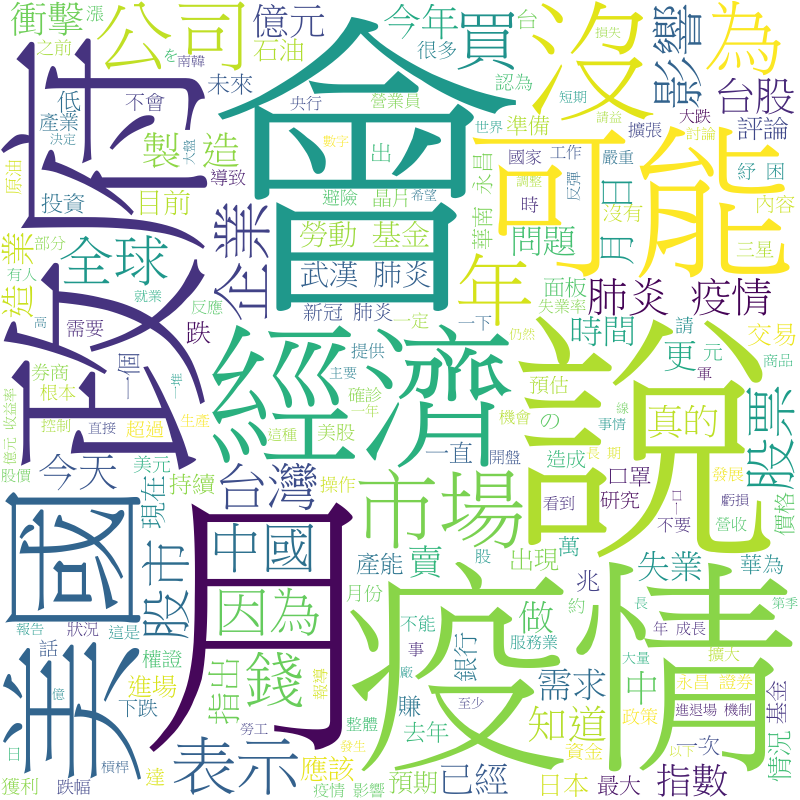 衝擊
漲
公司
億元
今年
台
買
沒
影響
為
之前
を
南韓
石油
很多
損失
低
不會
未來
認為
央行
營業員
短期
請益
台股
產業
決定
大盤
製造
數字
準備
世界
擴張
大跌
討論
評論
政府
會
可能
原油
投資
目前
導致
出
避險
晶片
希望
永昌
華南
國家
工作
調整
時
嚴重
反彈
沒有
月
日
紓困
內容
造業
部分
企業
全球
勞動 基金
武漢 肺炎
年
問題
三星
有人
就業
反應
新冠 肺炎
一定
面板
失業率
肺炎 疫情
高
需要
跌
一下
仍然
時間
請
交易
券商
一個
提供
經濟
更
元
商品
根本
主要
確診
預估
の
機會
軍
說
控制
直接
超過
一堆
生產
這種
一年
美股
真的
事情
線
股票
收益率
億元
股價
今天
美元
持續
現在
台灣
一直
開盤
造成
長期
發展
操作
市場
看到
口罩
研究
虧損
不要
營收
價格
美國
月
中國
股市
產能
賣
出現
萬
失業
華為
因為
疫情
股
兆
第季
報告
狀況
這是
月份
不能
做
約
長
年 成長
話
權證
錢
事
銀行
服務業
廠
需求
大量
擴大
億
進場
指出
報導
賺
中
永昌 證券
基金
下跌
整體
去年
至少
知道
政策
進退場 機制
日
勞工
表示
應該
發生
資金
以下
一次
情況
獲利
跌幅
槓桿
達
疫情 影響
預期
已經
日本
最大
指數